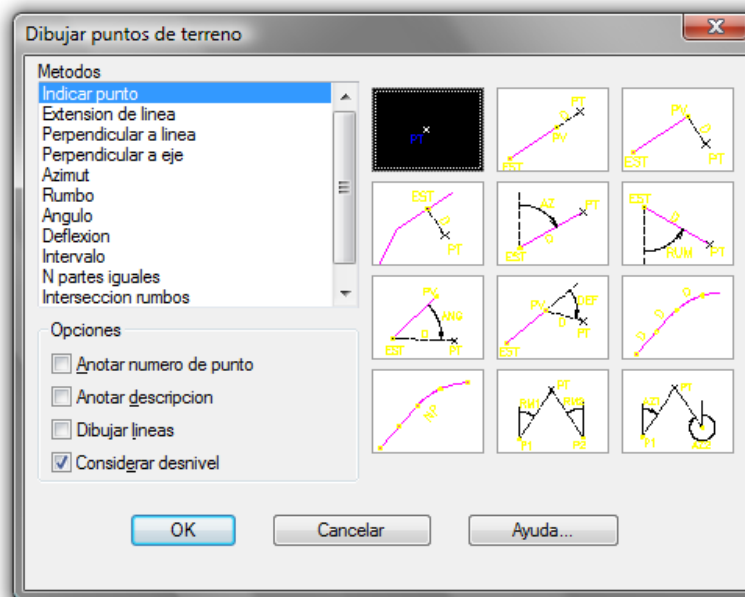 Dibujar puntos de terreno
Metodos
Indicar punto
Extension de linea
Perpendicular a linea
Perpendicular a eje
Azimut
Rumbo
Angulo
Deflexion
Intervalo
N partes iguales
Interseccion rumbos
Opciones
Anotar numero de punto
Anotar descripcion
Dibujar lineas
Considerar desnivel
PT
EST PV D PT
EST PV D PT
EST D PT
EST AZ D PT
EST RUM D PT
EST PV ANG D PT
EST PV DEF D PT
D D D
NP
P1 RM1 PT RM2 P2
P1 AZ1 PT AZ2
OK Cancelar Ayuda...